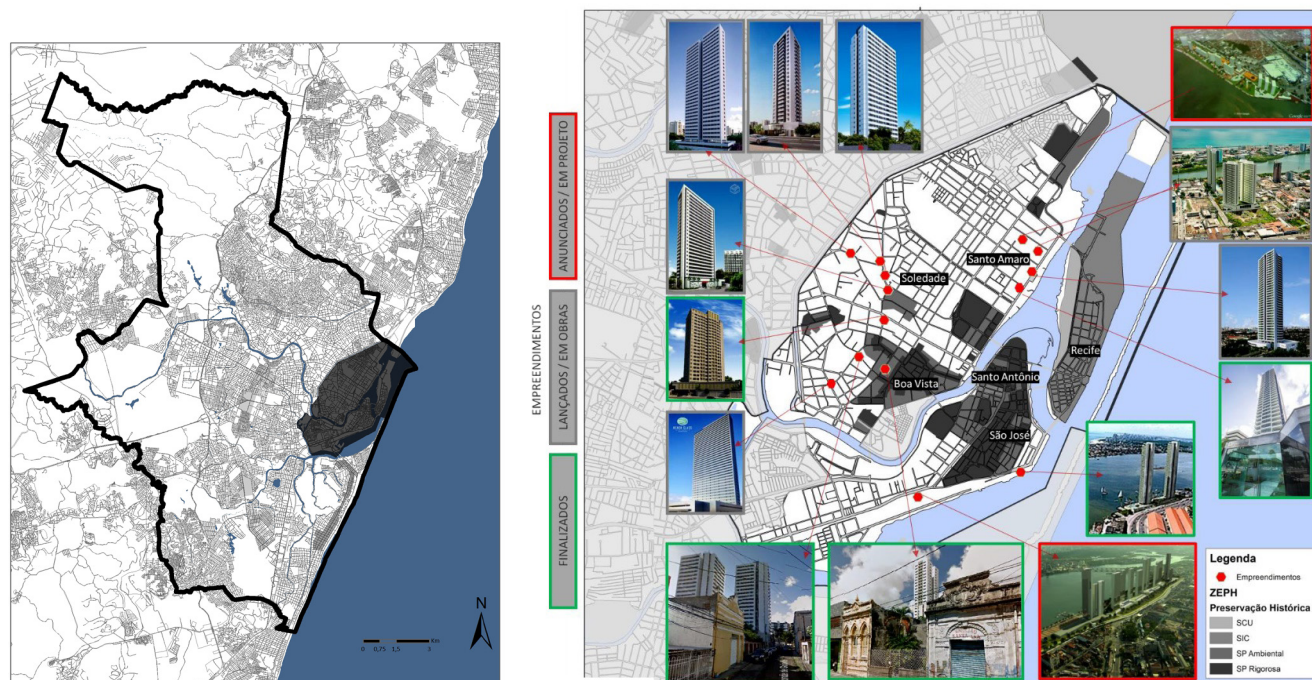 N
0 0,75 1,5 3 Km
EMPREENDIMENTOS
ANUNCIADOS / EM PROJETO
LANÇADOS / EM OBRAS
FINALIZADOS
Santo Amaro
Soledade
Recife
Santo Antônio
Boa Vista
São José
Legenda
Empreendimentos
ZEPH
Preservação Histórica
SCU
SIC
SP Ambiental
SP Rigorosa